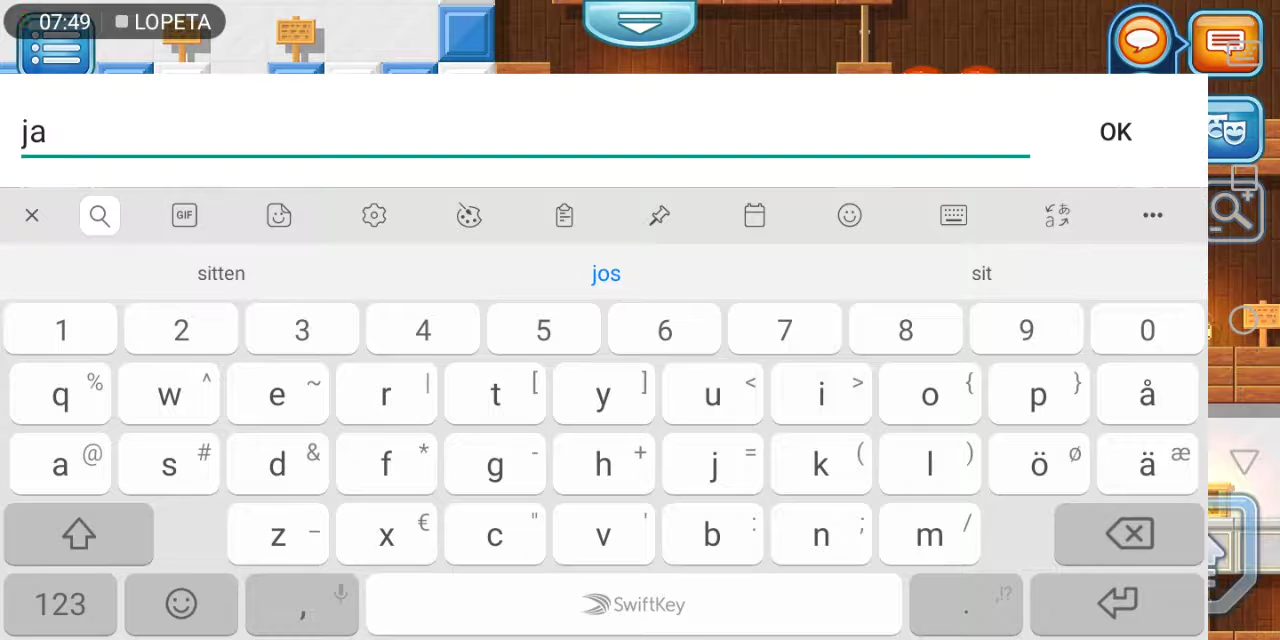 07:49 LOPETA
ja OK
GIF
sitten jos sit
1 2 3 4 5 6 7 8 9 0
q % w ^ e ~ r | t [ y ] u < i > o { p } å
a @ s # d & f * g - h + j = k ( l ) ö ø ä æ
z _ x € c " v ' b : n ; m /
123 , SwiftKey . ,!?